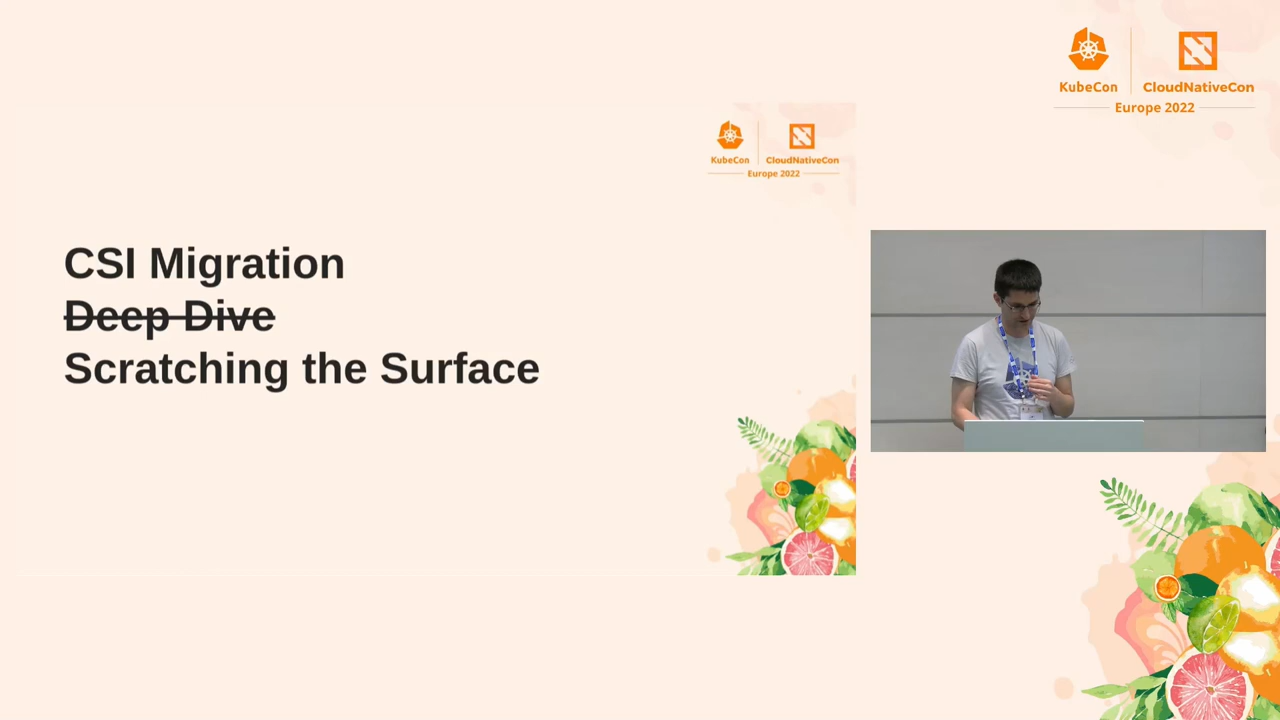 KubeCon
CloudNativeCon
Europe 2022
KubeCon
CloudNativeCon
Europe 2022
CSI Migration
Deep Dive
Scratching the Surface